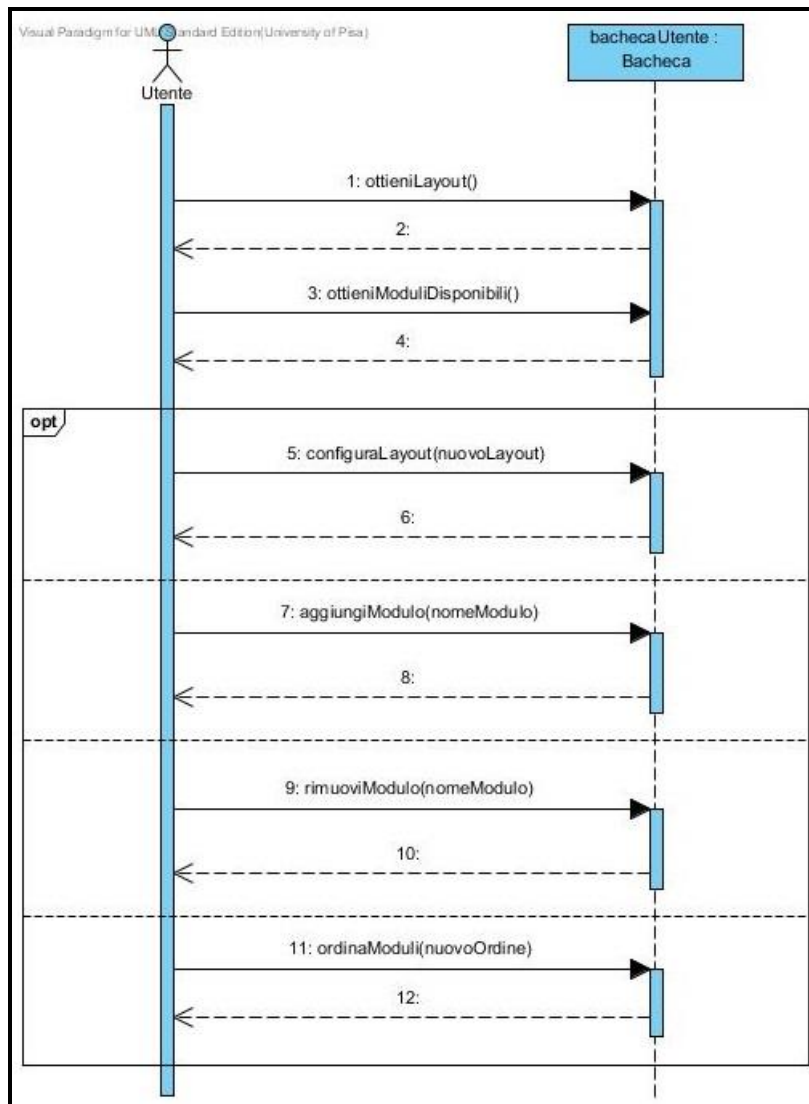 Visual Paradigm for UML Standard Edition(University of Pisa)
bachecaUtente :
Bacheca
Utente
1: ottieniLayout()
2:
3: ottieniModuliDisponibili()
4:
opt
5: configuraLayout(nuovoLayout)
6:
7: aggiungiModulo(nomeModulo)
8:
9: rimuoviModulo(nomeModulo)
10:
11: ordinaModuli(nuovoOrdine)
12: